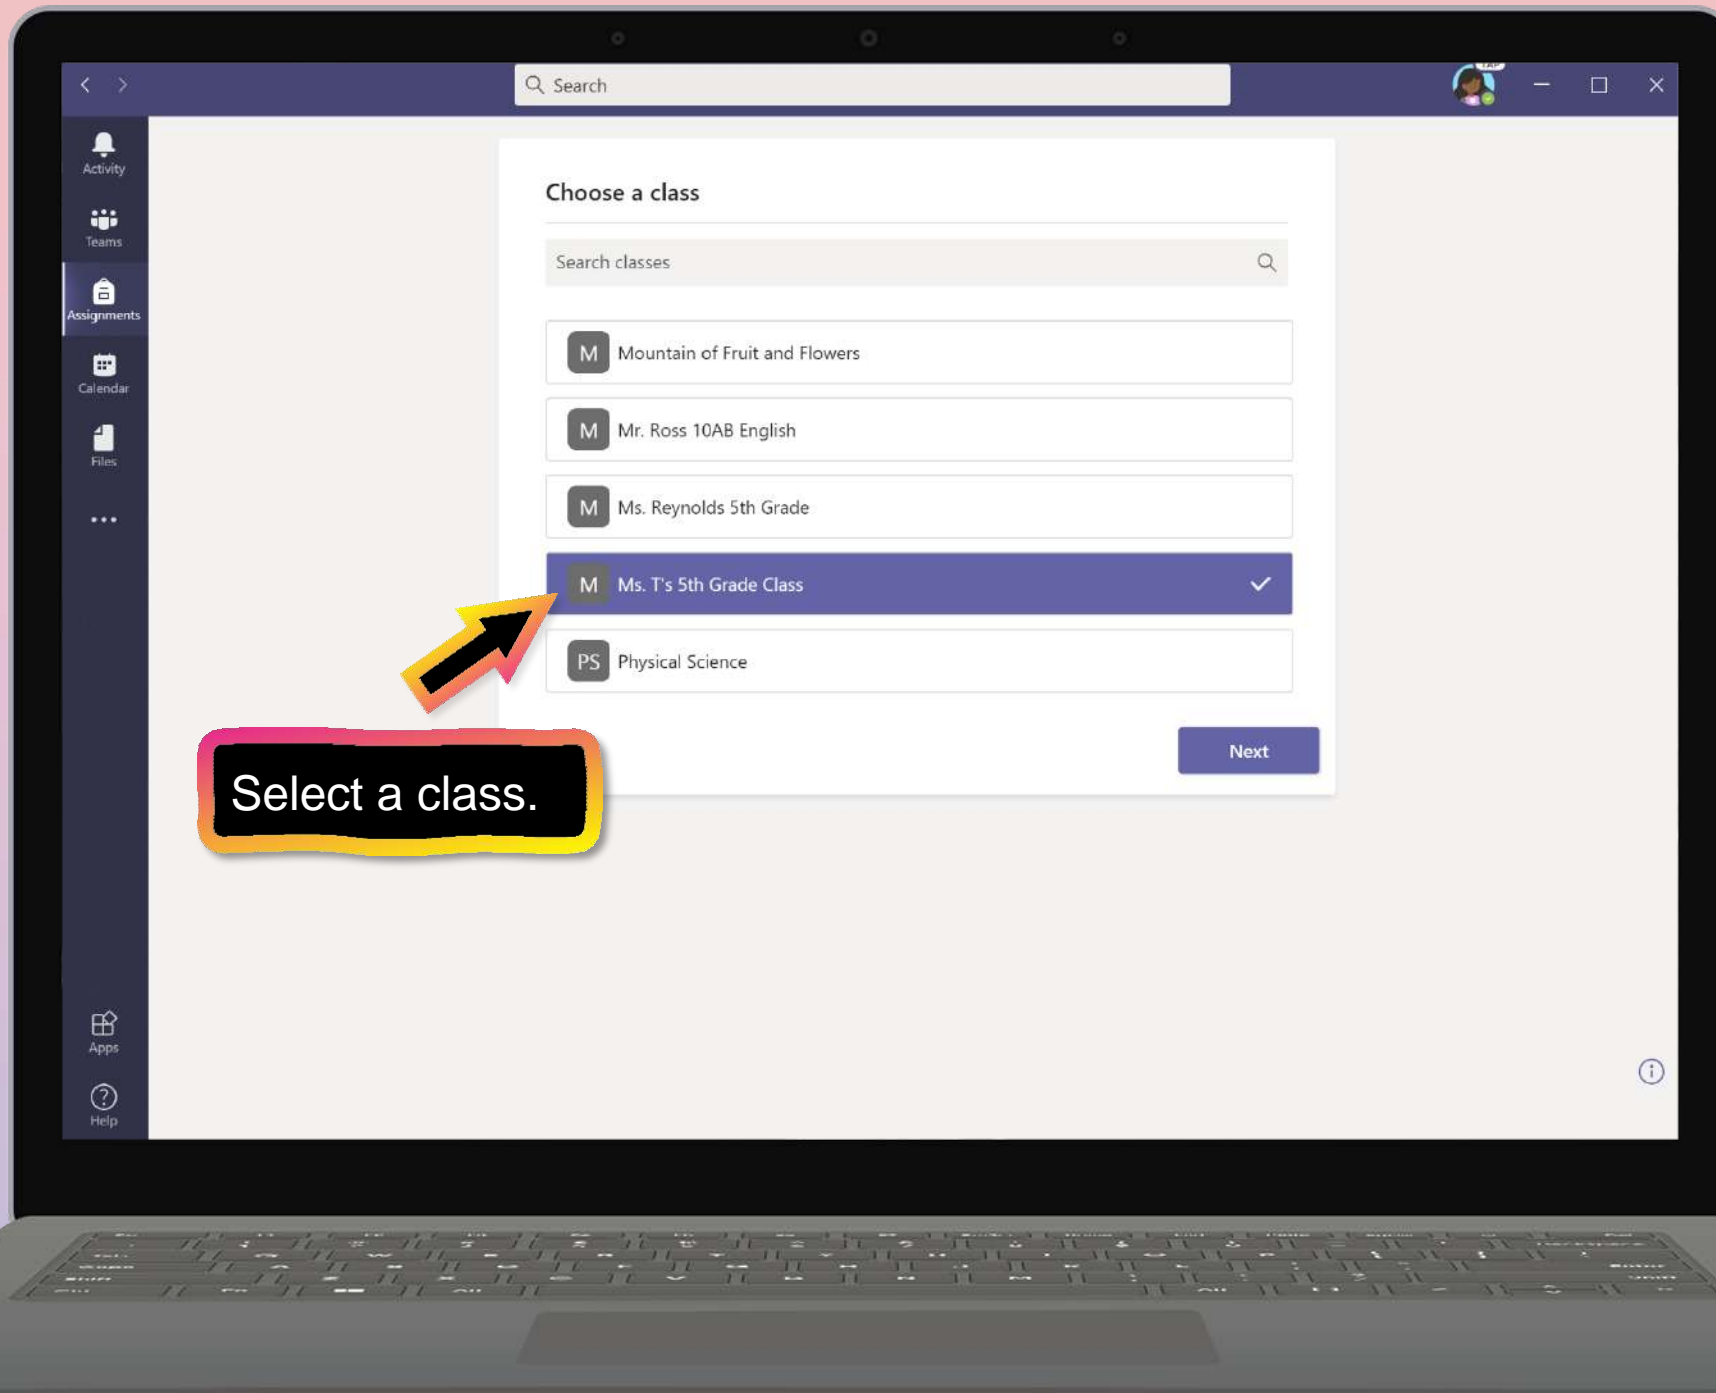 Search
TAP
Activity
Teams
Assignments
Calendar
Files
Apps
Help
Choose a class
Search classes
M Mountain of Fruit and Flowers
M Mr. Ross 10AB English
M Ms. Reynolds 5th Grade
M Ms. T's 5th Grade Class
PS Physical Science
Next
Select a class.